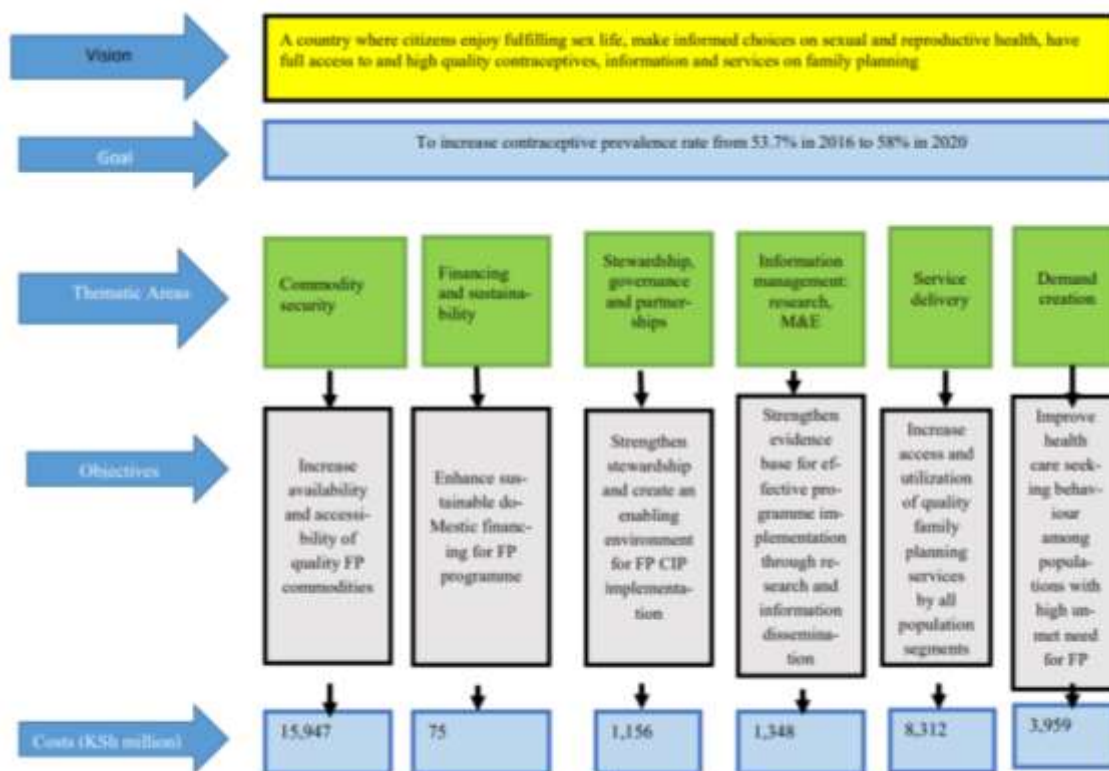 Vision
A country where citizens enjoy fulfilling sex life, make informed choices on sexual and reproductive health, have
full access to and high quality contraceptives, information and services on family planning
Goal
To increase contraceptive prevalence rate from 53.7% in 2016 to 58% in 2020
Thematic Areas
Commodity
security
Financing
and sustaina-
bility
Stewardship,
governance
and partner-
ships
Information
management:
research,
M&E
Service
delivery
Demand
creation
Objectives
Increase
availability
and accessi-
bility of
quality FP
commodities
Enhance sus-
tainable do-
Mestic financ-
ing for FP
programme
Strengthen
stewardship
and create an
enabling
environment
for FP CIP
implementa-
tion
Strengthen
evidence
base for ef-
fective pro-
gramme im-
plementation
through re-
search and
information
dissemina-
tion
Increase
access and
utilization
of quality
family
planning
services
by all
population
segments
Improve
health
care seek-
ing behav-
iour
among
popula-
tions with
high un-
met need
for FP
Costs (KSh million)
15,947
75
1,156
1,348
8,312
3,959